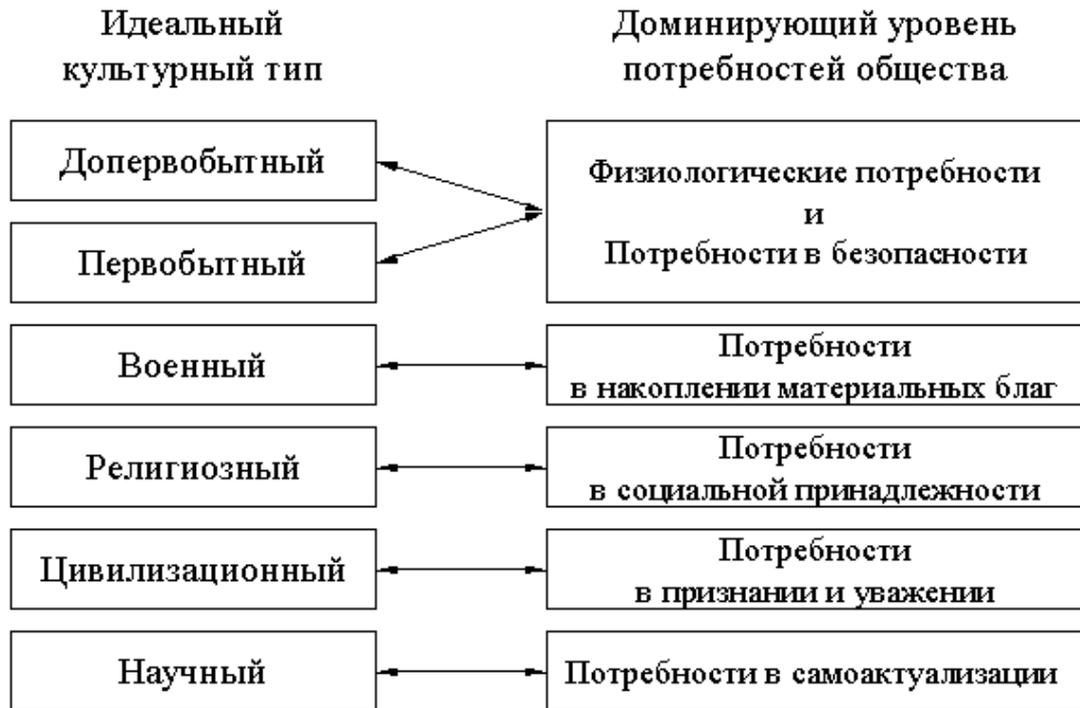 Идеальный
культурный тип
Доминирующий уровень
потребностей общества
Допервобытный
Первобытный
Физиологические потребности
и
Потребности в безопасности
Военный
Потребности
в накоплении материальных благ
Религиозный
Потребности
в социальной принадлежности
Цивилизационный
Потребности
в признании и уважении
Научный
Потребности в самоактуализации